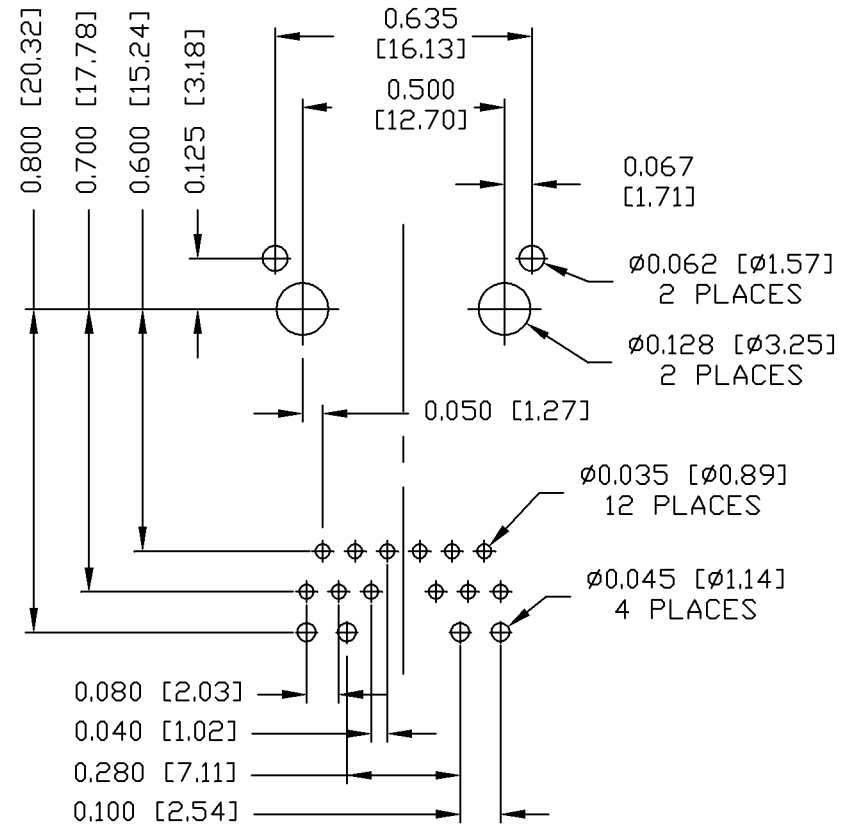 0.800 [20.32]
0.700 [17.78]
0.600 [15.24]
0.125 [3.18]
0.635
[16.13]
0.500
[12.70]
0.067
[1.71]
Ø0.062 [Ø1.57]
2 PLACES
Ø0.128 [Ø3.25]
2 PLACES
0.050 [1.27]
Ø0.035 [Ø0.89]
12 PLACES
Ø0.045 [Ø1.14]
4 PLACES
0.080 [2.03]
0.040 [1.02]
0.280 [7.11]
0.100 [2.54]